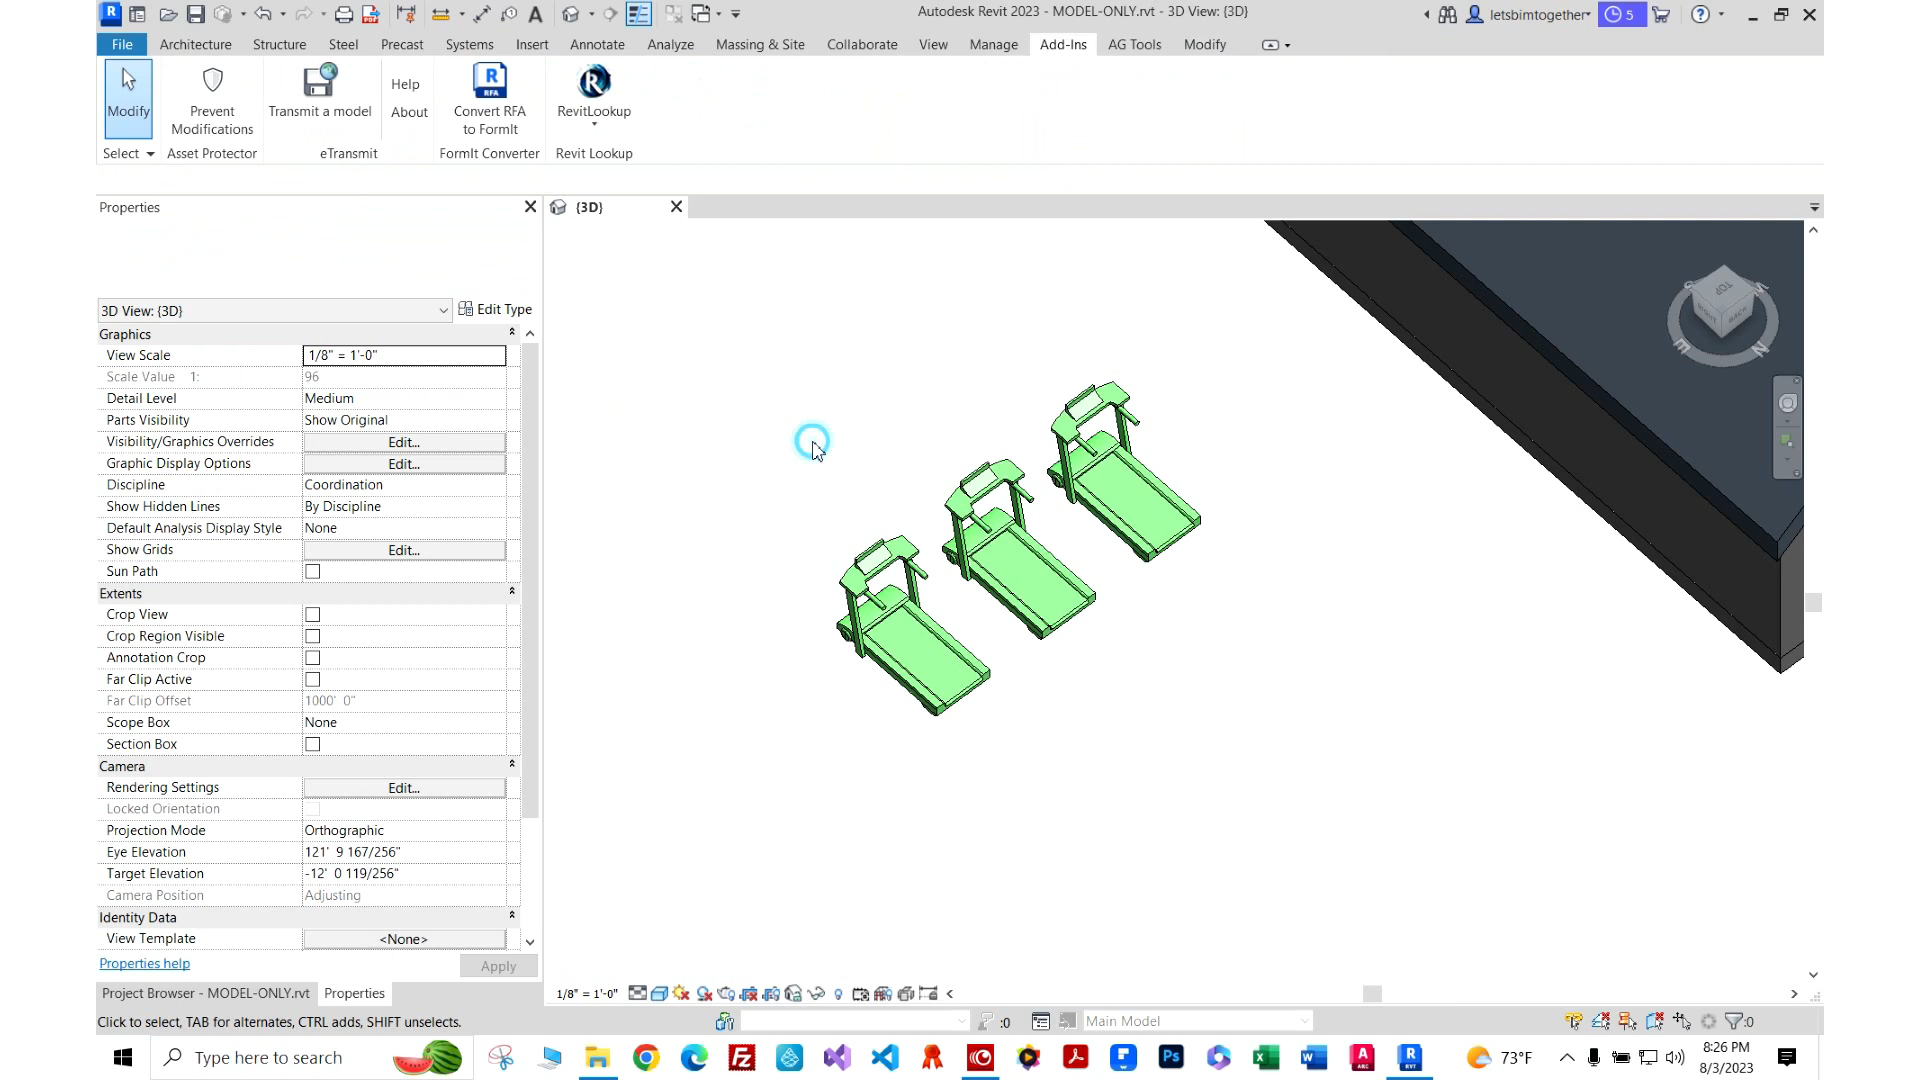 Autodesk Revit 2023 - MODEL-ONLY.rvt - 3D View: {3D}
letsbimtogether
5
File Architecture Structure Steel Precast Systems Insert Annotate Analyze Massing & Site Collaborate View Manage Add-Ins AG Tools Modify
Modify
Prevent Modifications
Transmit a model
Help
About
Convert RFA to FormIt
RevitLookup
Select Asset Protector eTransmit FormIt Converter Revit Lookup
Properties
{3D}
3D View: {3D} Edit Type
Graphics
View Scale 1/8" = 1'-0"
Scale Value 1: 96
Detail Level Medium
Parts Visibility Show Original
Visibility/Graphics Overrides Edit...
Graphic Display Options Edit...
Discipline Coordination
Show Hidden Lines By Discipline
Default Analysis Display Style None
Show Grids Edit...
Sun Path
Extents
Crop View
Crop Region Visible
Annotation Crop
Far Clip Active
Far Clip Offset 1000' 0"
Scope Box None
Section Box
Camera
Rendering Settings Edit...
Locked Orientation
Projection Mode Orthographic
Eye Elevation 121' 9 167/256"
Target Elevation -12' 0 119/256"
Camera Position Adjusting
Identity Data
View Template <None>
Properties help Apply
Project Browser - MODEL-ONLY.rvt Properties
1/8" = 1'-0"
TOP
RIGHT
BACK
E
N
Click to select, TAB for alternates, CTRL adds, SHIFT unselects.
:0
Main Model
:0
Type here to search
73°F
8:26 PM
8/3/2023